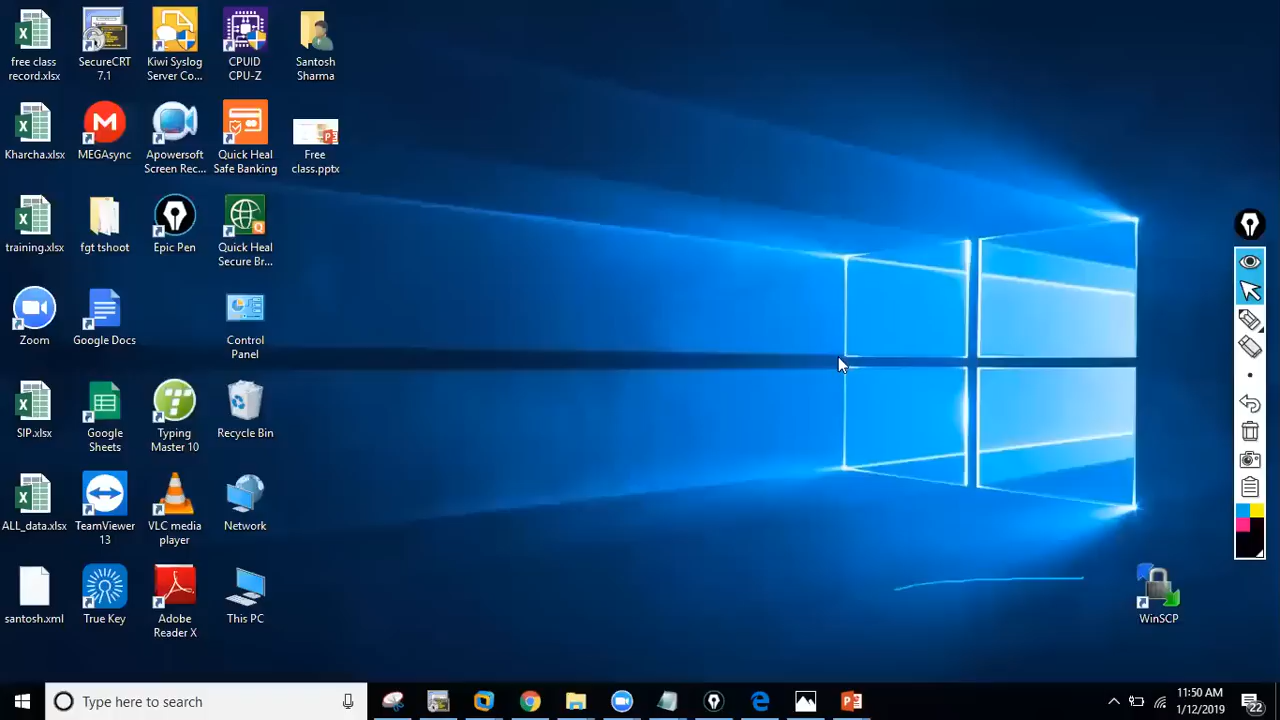 free class
record.xlsx
SecureCRT
7.1
Kiwi Syslog
Server Co...
CPUID
CPU-Z
Santosh
Sharma
Kharcha.xlsx
MEGAsync
Apowersoft
Screen Rec...
Quick Heal
Safe Banking
Free
class.pptx
training.xlsx
fgt tshoot
Epic Pen
Quick Heal
Secure Br...
Zoom
Google Docs
Control
Panel
SIP.xlsx
Google
Sheets
Typing
Master 10
Recycle Bin
ALL_data.xlsx
TeamViewer
13
VLC media
player
Network
santosh.xml
True Key
Adobe
Reader X
This PC
WinSCP
Type here to search
11:50 AM
1/12/2019
22